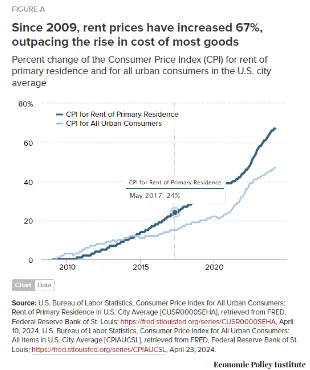 FIGURE A
Since 2009, rent prices have increased 67%,
outpacing the rise in cost of most goods
Percent change of the Consumer Price Index (CPI) for rent of
primary residence and for all urban consumers in the U.S. city
average
80%
CPI for Rent of Primary Residence
CPI for All Urban Consumers
60
CPI for Rent of Primary Residence
May 2017: 24%
40
20
0
2010
2015
2020
Chart Data
Source: U.S. Bureau of Labor Statistics, Consumer Price Index for All Urban Consumers:
Rent of Primary Residence in U.S. City Average [CUSR0000SEHA], retrieved from FRED,
Federal Reserve Bank of St. Louis; https://fred.stlouisfed.org/series/CUSR0000SEHA, April
10, 2024. U.S. Bureau of Labor Statistics, Consumer Price Index for All Urban Consumers:
All Items in U.S. City Average [CPIAUCSL], retrieved from FRED, Federal Reserve Bank of St.
Louis; https://fred.stlouisfed.org/series/CPIAUCSL, April 23, 2024.
Economic Policy Institute